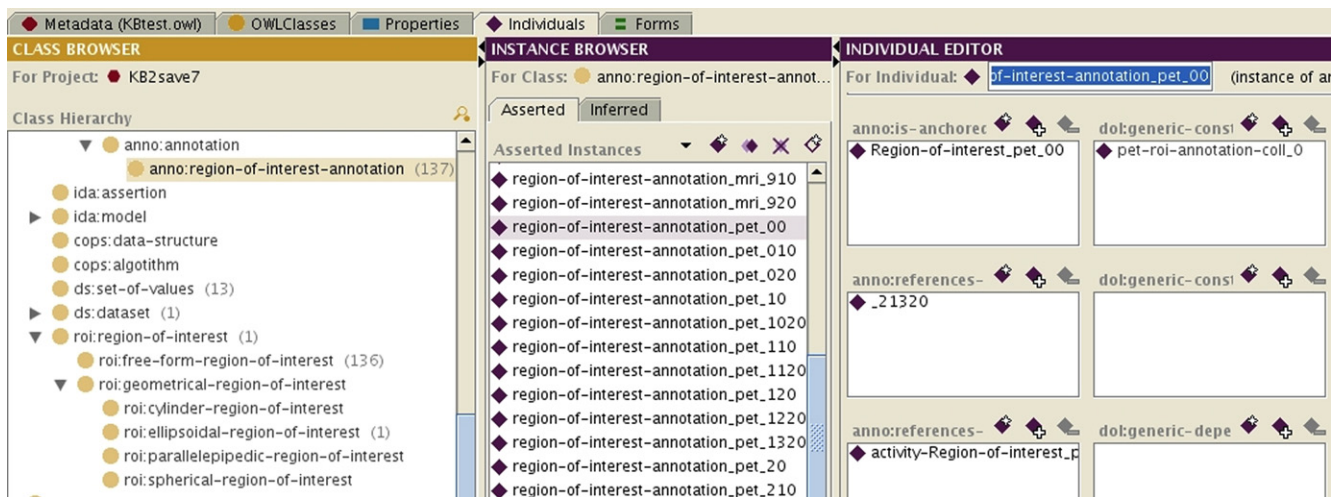 Metadata (KBtest.owl) OWLClasses Properties Individuals Forms
CLASS BROWSER
For Project: KB2save7
Class Hierarchy
anno:annotation
anno:region-of-interest-annotation (137)
ida:assertion
ida:model
cops:data-structure
cops:algotithm
ds:set-of-values (13)
ds:dataset (1)
roi:region-of-interest (1)
roi:free-form-region-of-interest (136)
roi:geometrical-region-of-interest
roi:cylinder-region-of-interest
roi:ellipsoidal-region-of-interest (1)
roi:parallelepipedic-region-of-interest
roi:spherical-region-of-interest
INSTANCE BROWSER
For Class: anno:region-of-interest-annot...
Asserted Inferred
Asserted Instances
region-of-interest-annotation_mri_910
region-of-interest-annotation_mri_920
region-of-interest-annotation_pet_00
region-of-interest-annotation_pet_010
region-of-interest-annotation_pet_020
region-of-interest-annotation_pet_10
region-of-interest-annotation_pet_1020
region-of-interest-annotation_pet_110
region-of-interest-annotation_pet_1120
region-of-interest-annotation_pet_120
region-of-interest-annotation_pet_1220
region-of-interest-annotation_pet_1320
region-of-interest-annotation_pet_20
region-of-interest-annotation_pet_210
INDIVIDUAL EDITOR
For Individual: of-interest-annotation_pet_00 (instance of ar
anno:is-anchored dol:generic-const
Region-of-interest_pet_00 pet-roi-annotation-coll_0
anno:references- dol:generic-const
_21320
anno:references- dol:generic-depe
activity-Region-of-interest_p